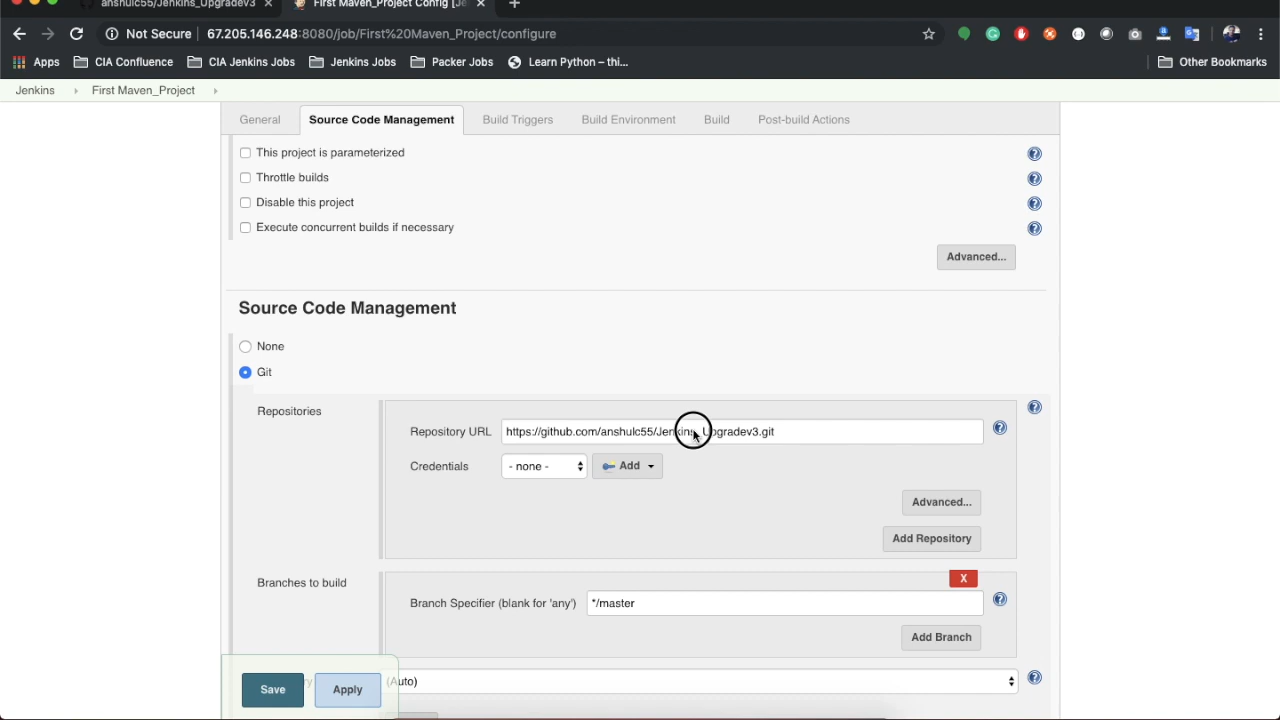 anshulc55/Jenkins_Upgradev3
First Maven_Project Config [Je
Not Secure 67.205.146.248:8080/job/First%20Maven_Project/configure
Apps CIA Confluence CIA Jenkins Jobs Jenkins Jobs Packer Jobs Learn Python – thi... Other Bookmarks
Jenkins First Maven_Project
General Source Code Management Build Triggers Build Environment Build Post-build Actions
This project is parameterized
Throttle builds
Disable this project
Execute concurrent builds if necessary
Advanced...
Source Code Management
None
Git
Repositories
Repository URL https://github.com/anshulc55/Jenkins_Upgradev3.git
Credentials - none - Add
Advanced...
Add Repository
Branches to build
X
Branch Specifier (blank for 'any') */master
Add Branch
(Auto)
Save Apply